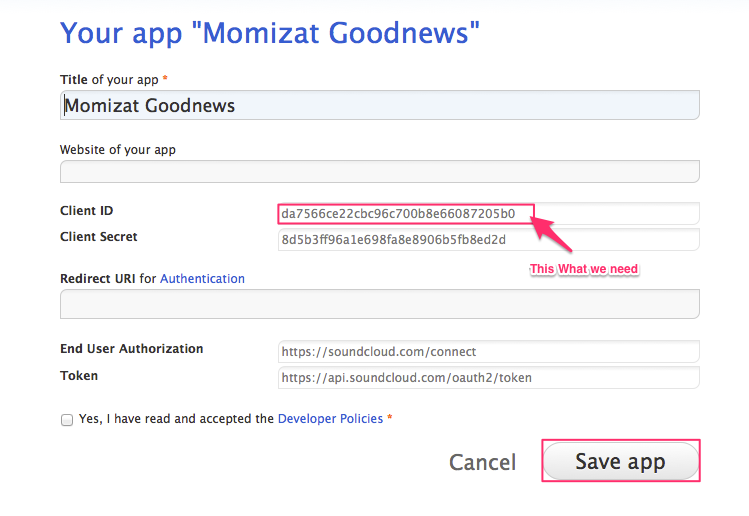 Your app "Momizat Goodnews"
Title of your app *
Momizat Goodnews
Website of your app
Client ID
da7566ce22cbc96c700b8e66087205b0
Client Secret
8d5b3ff96a1e698fa8e8906b5fb8ed2d
This What we need
Redirect URI for Authentication
End User Authorization
https://soundcloud.com/connect
Token
https://api.soundcloud.com/oauth2/token
Yes, I have read and accepted the Developer Policies *
Cancel
Save app